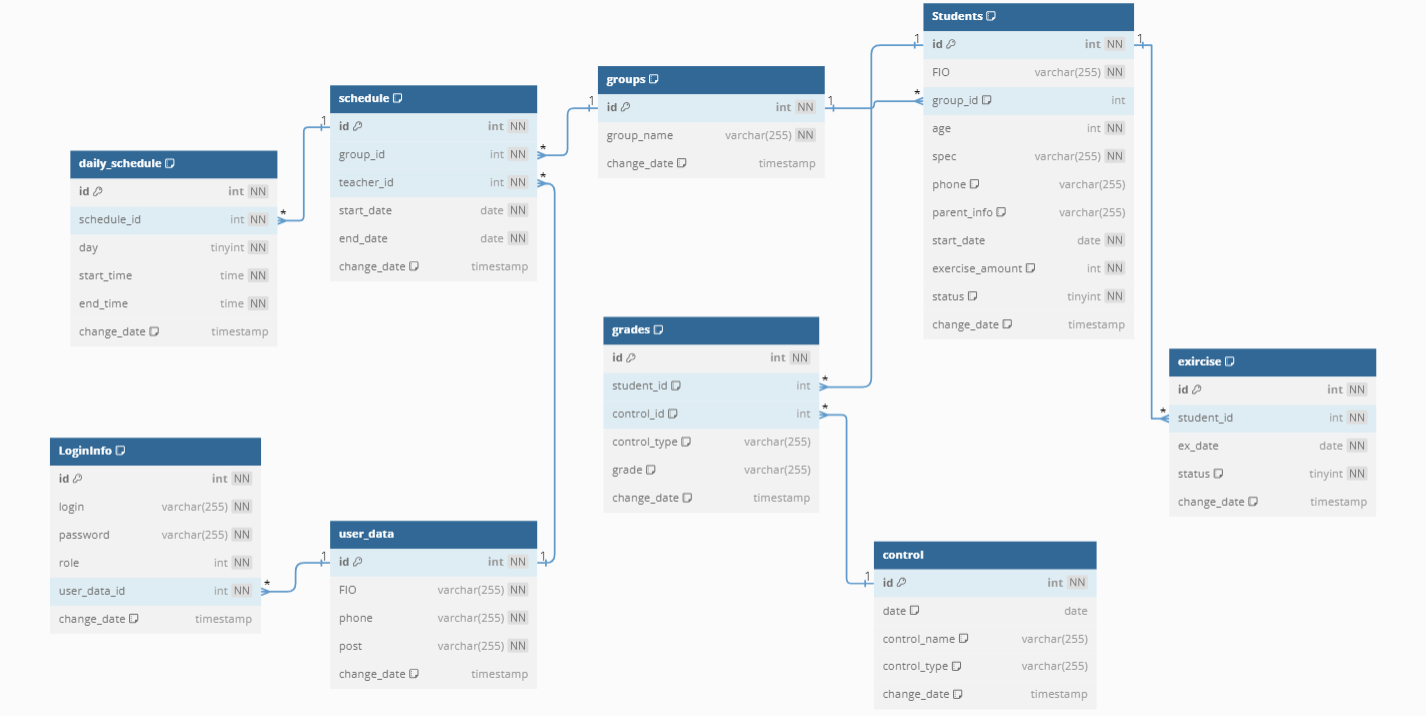 Students
id int NN
FIO varchar(255) NN
group_id int
age int NN
spec varchar(255) NN
phone varchar(255)
parent_info varchar(255)
start_date date NN
exercise_amount int NN
status tinyint NN
change_date timestamp
groups
id int NN
group_name varchar(255) NN
change_date timestamp
schedule
id int NN
group_id int NN
teacher_id int NN
start_date date NN
end_date date NN
change_date timestamp
daily_schedule
id int NN
schedule_id int NN
day tinyint NN
start_time time NN
end_time time NN
change_date timestamp
grades
id int NN
student_id int
control_id int
control_type varchar(255)
grade varchar(255)
change_date timestamp
exircise
id int NN
student_id int NN
ex_date date NN
status tinyint NN
change_date timestamp
LoginInfo
id int NN
login varchar(255) NN
password varchar(255) NN
role int NN
user_data_id int NN
change_date timestamp
user_data
id int NN
FIO varchar(255) NN
phone varchar(255) NN
post varchar(255) NN
change_date timestamp
control
id int NN
date date
control_name varchar(255)
control_type varchar(255)
change_date timestamp
1
*
1
*
1
*
1
*
1
*
1
*
1
*
1
*